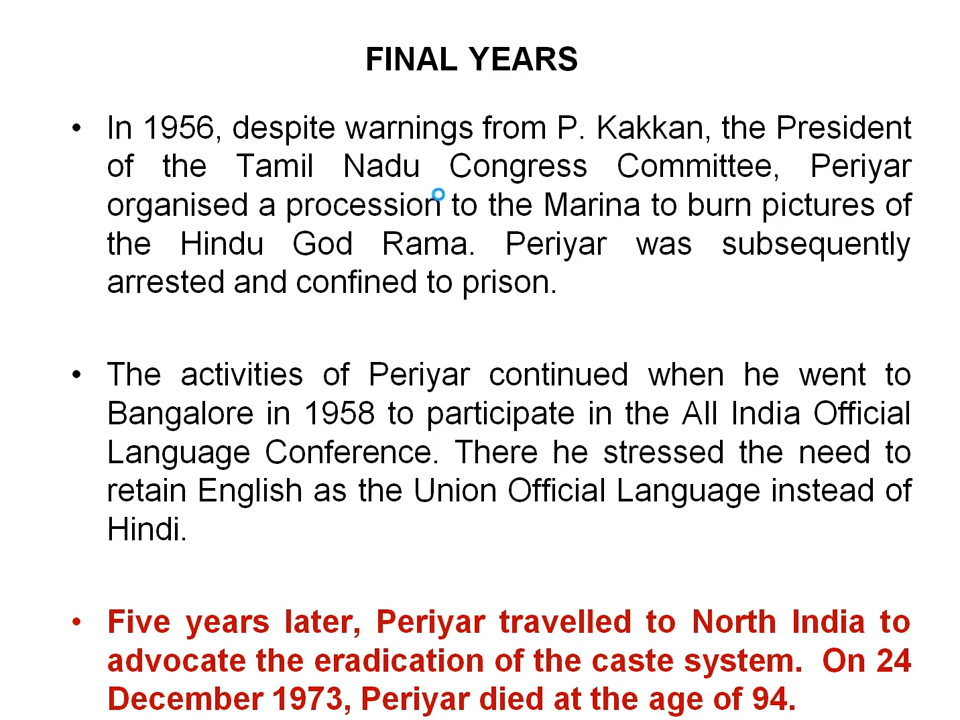 FINAL YEARS
• In 1956, despite warnings from P. Kakkan, the President
of the Tamil Nadu Congress Committee, Periyar
organised a procession to the Marina to burn pictures of
the Hindu God Rama. Periyar was subsequently
arrested and confined to prison.
• The activities of Periyar continued when he went to
Bangalore in 1958 to participate in the All India Official
Language Conference. There he stressed the need to
retain English as the Union Official Language instead of
Hindi.
• Five years later, Periyar travelled to North India to
advocate the eradication of the caste system. On 24
December 1973, Periyar died at the age of 94.